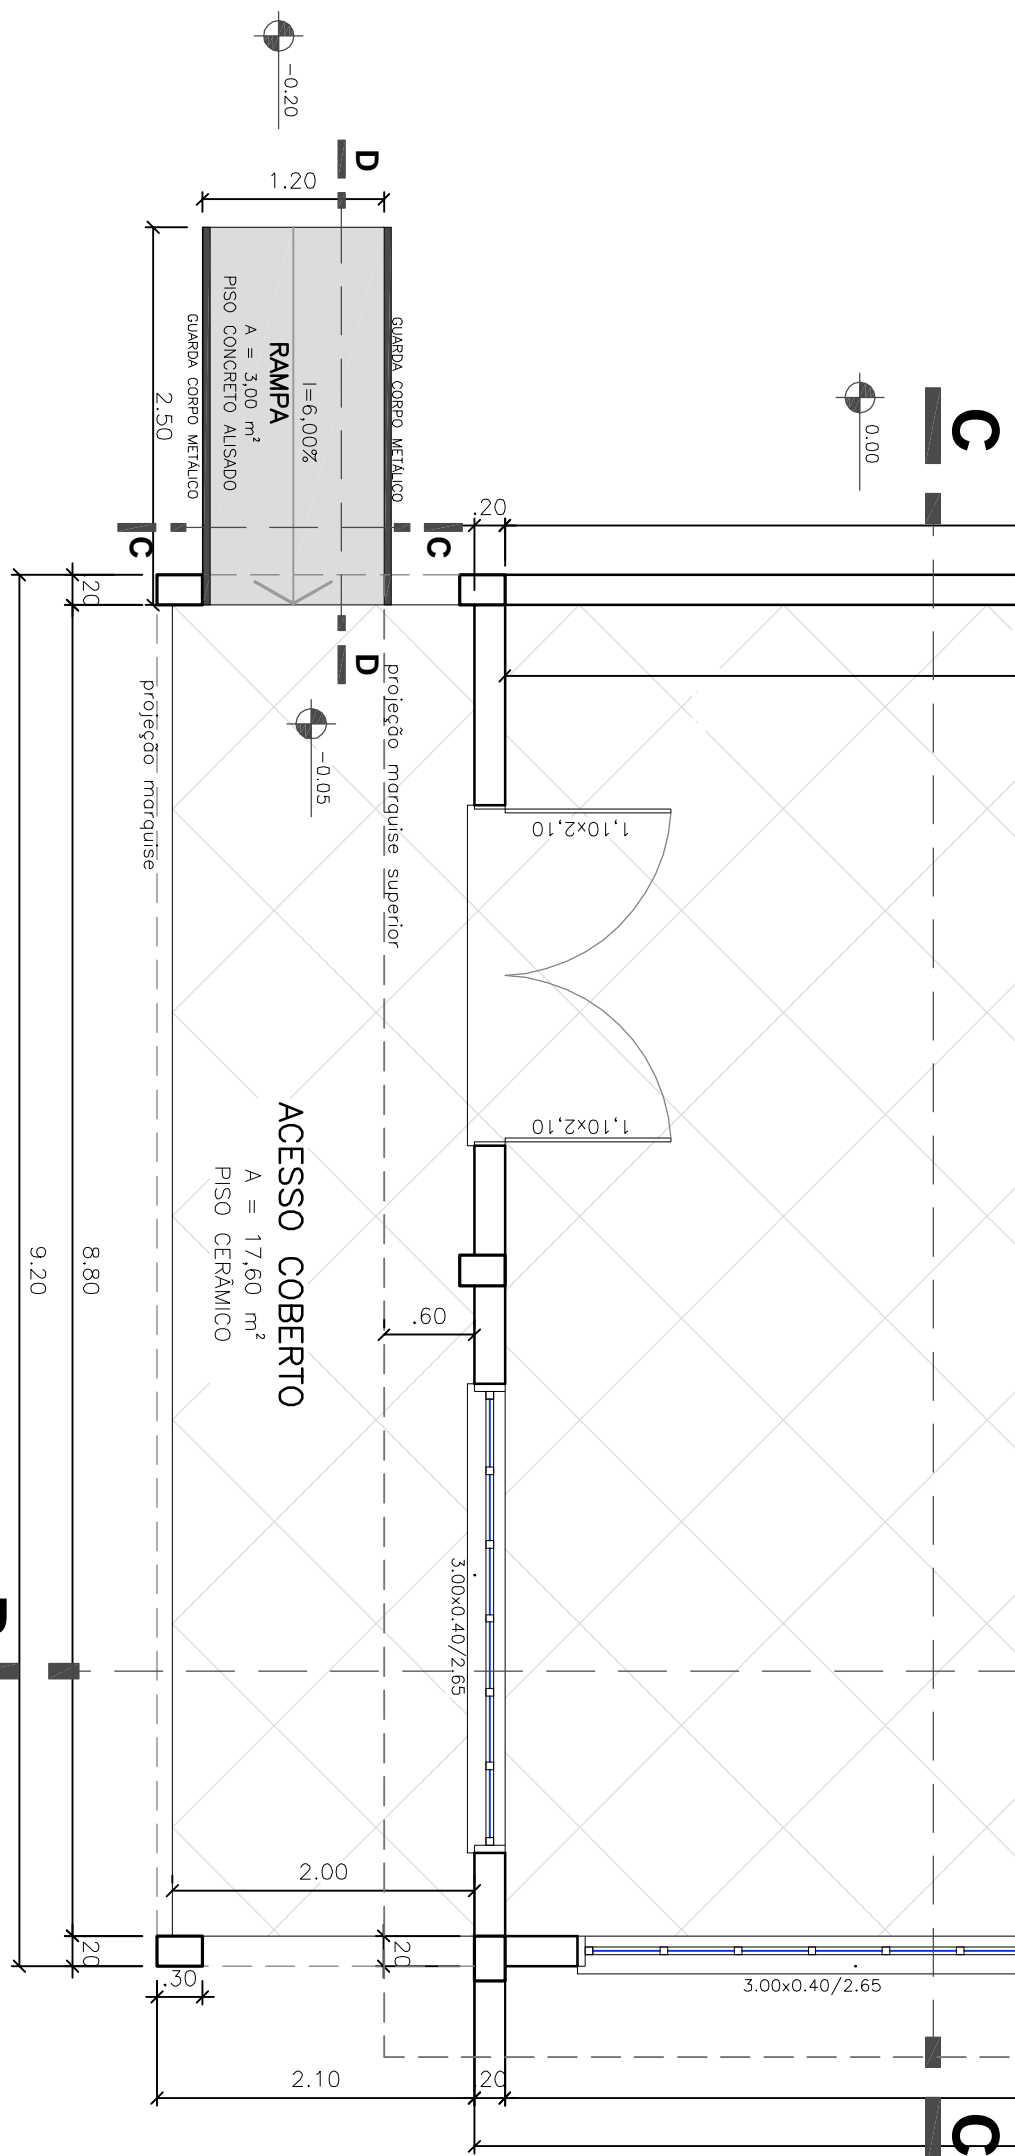 -0.20
D
1.20
C
0.00
GUARDA CORPO METÁLICO
I=6,00%
RAMPA
A = 3,00 m²
PISO CONCRETO ALISADO
GUARDA CORPO METÁLICO
2.50
.20
C
C
20
D
projeção marquise superior
projeção marquise
-0.05
1,10x2,10
1,10x2,10
ACESSO COBERTO
A = 17,60 m²
PISO CERÂMICO
8.80
9.20
.60
3.00x0.40/2.65
2.00
20
20
.30
3.00x0.40/2.65
2.10
20
C